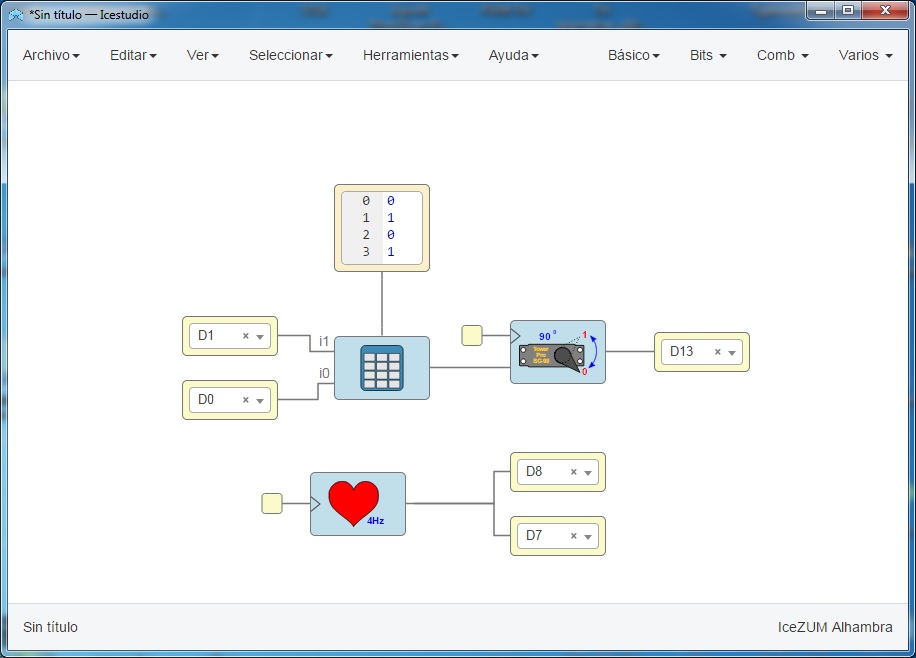 *Sin título — Icestudio
Archivo Editar Ver Seleccionar Herramientas Ayuda Básico Bits Comb Varios
0 0
1 1
2 0
3 1
D1 ×
i1
i0
D0 ×
90 °
1
Tower
Pro
SG-90
0
D13 ×
4Hz
D8 ×
D7 ×
Sin título IceZUM Alhambra